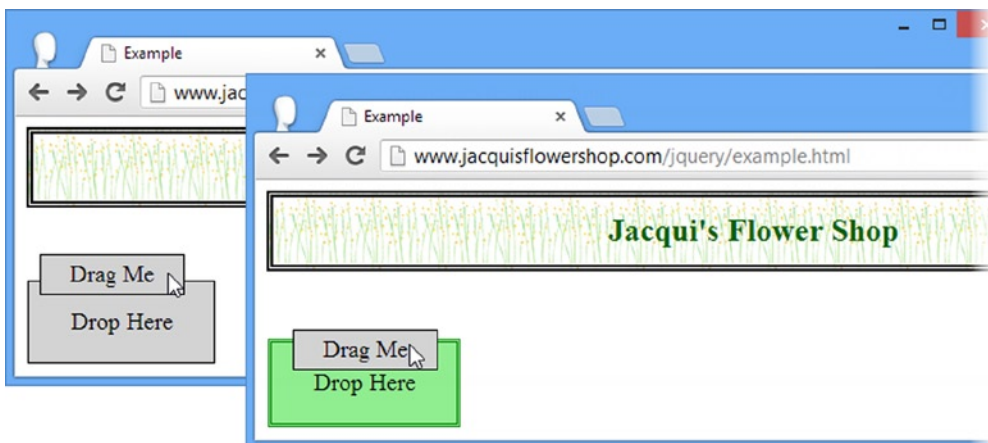 Example
www.jac
Drag Me
Drop Here
Example
www.jacquisflowershop.com/jquery/example.html
Jacqui's Flower Shop
Drag Me
Drop Here